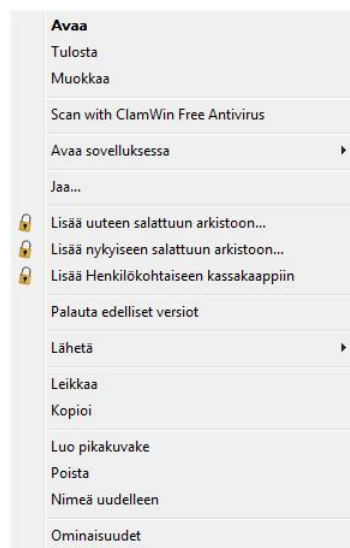 Avaa
Tulosta
Muokkaa
Scan with ClamWin Free Antivirus
Avaa sovelluksessa
Jaa...
Lisää uuteen salattuun arkistoon...
Lisää nykyiseen salattuun arkistoon...
Lisää Henkilökohtaiseen kassakaappiin
Palauta edelliset versiot
Lähetä
Leikkaa
Kopioi
Luo pikakuvake
Poista
Nimeä uudelleen
Ominaisuudet